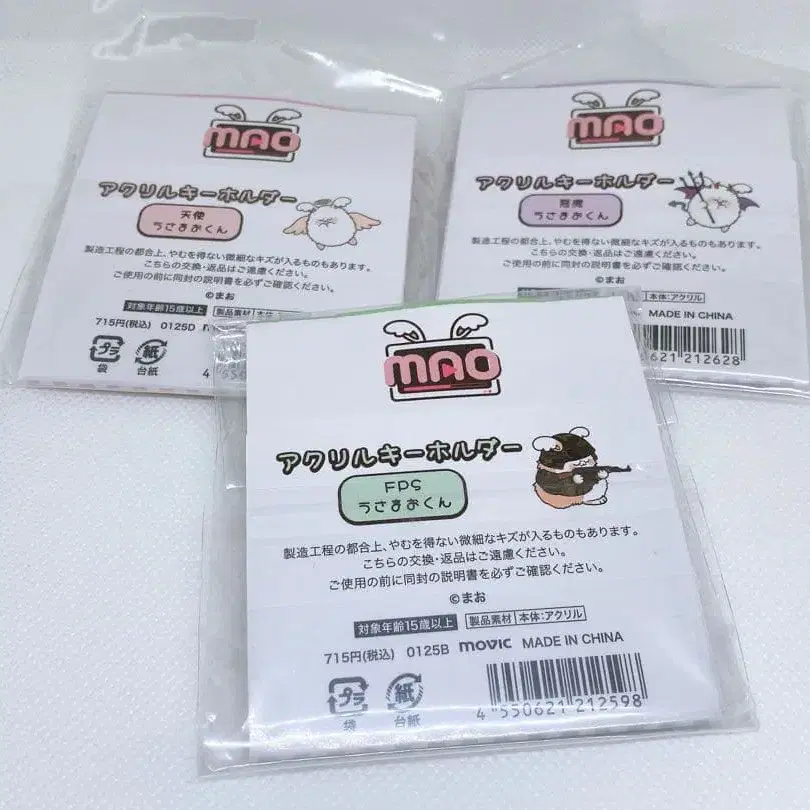 MAO
アクリルキーホルダー
天使
うさまおくん
製造工程の都合上、やむを得ない微細なキズが入るものもあります。
こちらの交換・返品はご遠慮ください。
ご使用の前に同封の説明書を必ずご確認ください。
©まお
対象年齢15歳以上 製品素材 本体
715円(税込) 0125D
プラ 紙
袋 台紙
MAO
アクリルキーホルダー
悪魔
うさまおくん
製造工程の都合上、やむを得ない微細なキズが入るものもあります。
こちらの交換・返品はご遠慮ください。
説明書を必ずご確認ください。
本体:アクリル
MADE IN CHINA
0621 212628
MAO
アクリルキーホルダー
FPS
うさまおくん
製造工程の都合上、やむを得ない微細なキズが入るものもあります。
こちらの交換・返品はご遠慮ください。
ご使用の前に同封の説明書を必ずご確認ください。
©まお
対象年齢15歳以上 製品素材 本体:アクリル
715円(税込) 0125B movic MADE IN CHINA
プラ 紙
袋 台紙
4 550621 212598